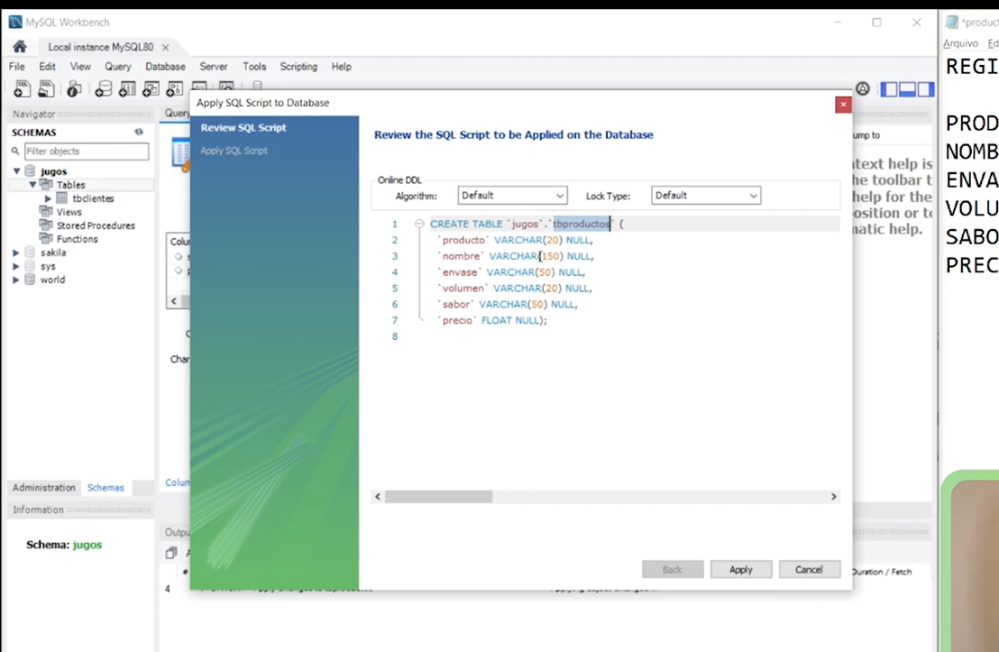 MySQL Workbench
Local instance MySQL80
File Edit View Query Database Server Tools Scripting Help
Navigator
SCHEMAS
Filter objects
jugos
Tables
tbclientes
Views
Stored Procedures
Functions
sakila
sys
world
Administration Schemas
Information
Schema: jugos
Query
Apply SQL Script to Database
Review SQL Script
Apply SQL Script
Review the SQL Script to be Applied on the Database
Online DDL
Algorithm: Default Lock Type: Default
1 CREATE TABLE `jugos`.`tbproductos` (
2 `producto` VARCHAR(20) NULL,
3 `nombre` VARCHAR(150) NULL,
4 `envase` VARCHAR(50) NULL,
5 `volumen` VARCHAR(20) NULL,
6 `sabor` VARCHAR(50) NULL,
7 `precio` FLOAT NULL);
8
Back Apply Cancel
Colu
Char
Colum
Outpu
#
4
Duration / Fetch
ump to
text help is
he toolbar t
help for the
osition or to
matic help.
*product
Arquivo Ed
REGI
PROD
NOMB
ENVA
VOLU
SABO
PREC